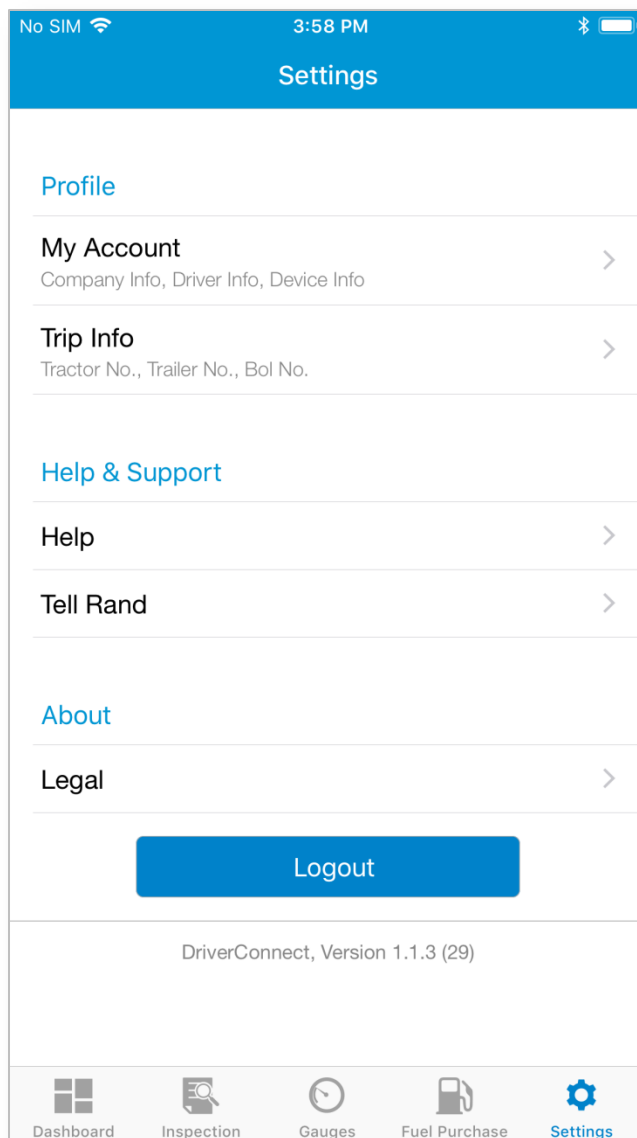 No SIM 3:58 PM
Settings
Profile
My Account
Company Info, Driver Info, Device Info
Trip Info
Tractor No., Trailer No., Bol No.
Help & Support
Help
Tell Rand
About
Legal
Logout
DriverConnect, Version 1.1.3 (29)
Dashboard Inspection Gauges Fuel Purchase Settings